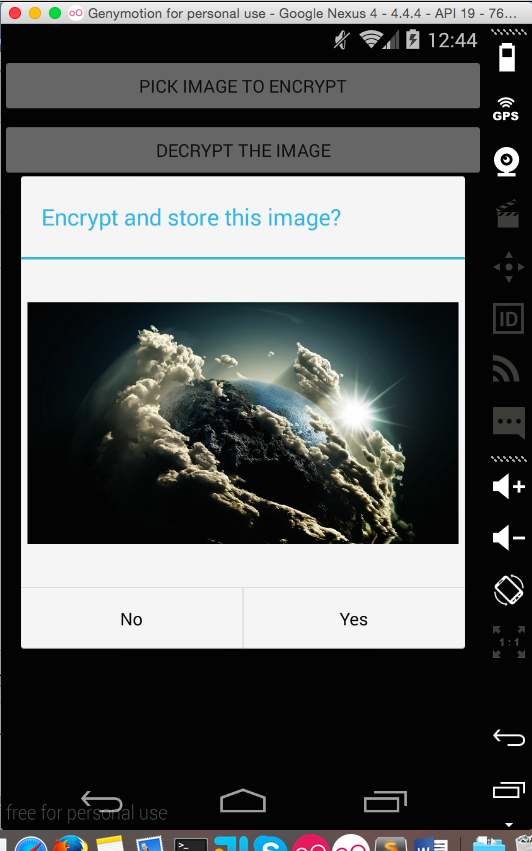 Genymotion for personal use - Google Nexus 4 - 4.4.4 - API 19 - 76...
12:44
PICK IMAGE TO ENCRYPT
GPS
DECRYPT THE IMAGE
Encrypt and store this image?
ID
No
Yes
1:1
free for personal use